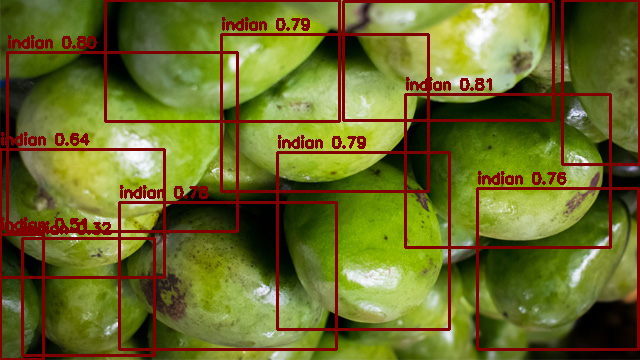 indian 0.79
indian 0.80
indian 0.81
indian 0.64
indian 0.79
indian 0.76
indian 0.78
indian 0.51
indian 0.32